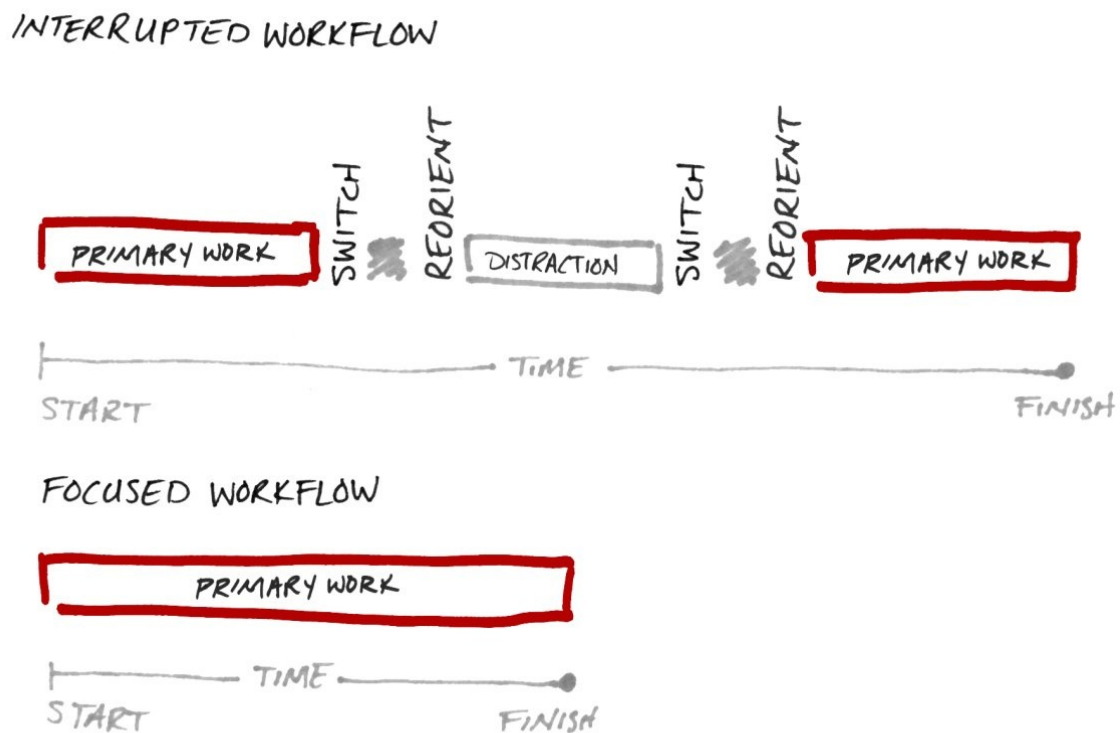 INTERRUPTED WORKFLOW
PRIMARY WORK
SWITCH
REORIENT
DISTRACTION
SWITCH
REORIENT
PRIMARY WORK
TIME
START
FINISH
FOCUSED WORKFLOW
PRIMARY WORK
TIME
START
FINISH